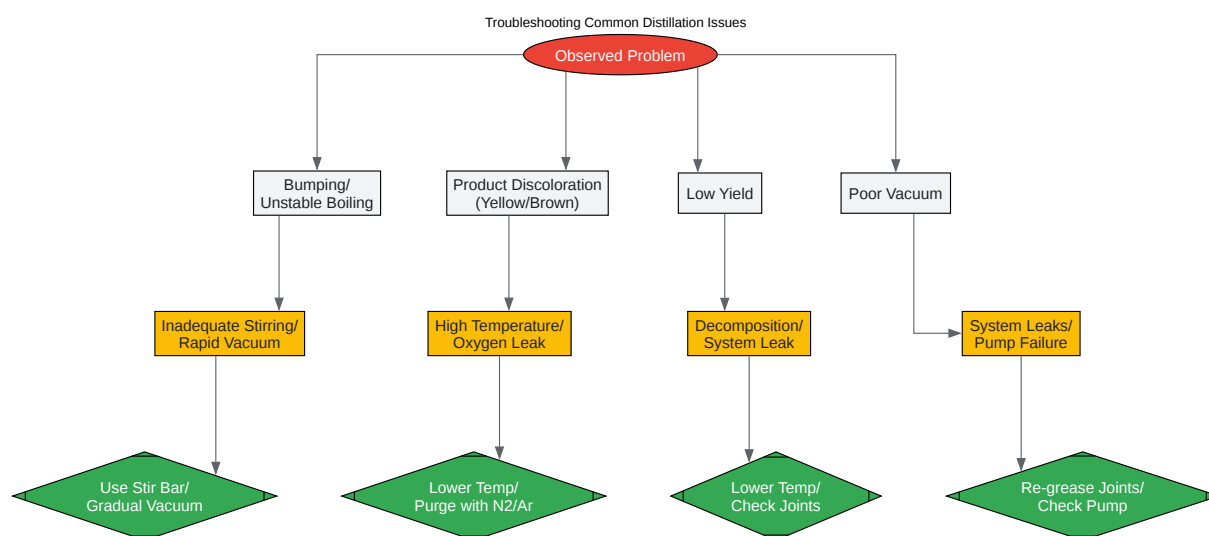 Troubleshooting Common Distillation Issues
Observed Problem
Bumping/
Unstable Boiling
Product Discoloration
(Yellow/Brown)
Low Yield
Poor Vacuum
Inadequate Stirring/
Rapid Vacuum
High Temperature/
Oxygen Leak
Decomposition/
System Leak
System Leaks/
Pump Failure
Use Stir Bar/
Gradual Vacuum
Lower Temp/
Purge with N2/Ar
Lower Temp/
Check Joints
Re-grease Joints/
Check Pump